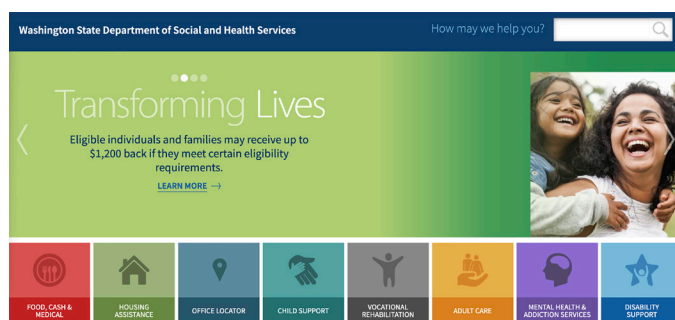 Washington State Department of Social and Health Services
How may we help you?
Transforming Lives
Eligible individuals and families may receive up to
$1,200 back if they meet certain eligibility
requirements.
LEARN MORE →
FOOD, CASH &
MEDICAL
HOUSING
ASSISTANCE
OFFICE LOCATOR
CHILD SUPPORT
VOCATIONAL
REHABILITATION
ADULT CARE
MENTAL HEALTH &
ADDICTION SERVICES
DISABILITY
SUPPORT